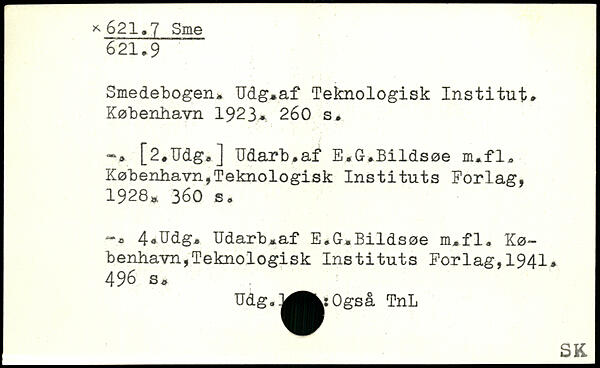 × 621.7 Sme
621.9
Smedebogen. Udg.af Teknologisk Institut.
København 1923. 260 s.
-. [2.Udg.] Udarb.af E.G.Bildsøe m.fl.
København,Teknologisk Instituts Forlag,
1928. 360 s.
-. 4.Udg. Udarb.af E.G.Bildsøe m.fl. Kø-
benhavn,Teknologisk Instituts Forlag,1941.
496 s.
Udg. :Også TnL
SK